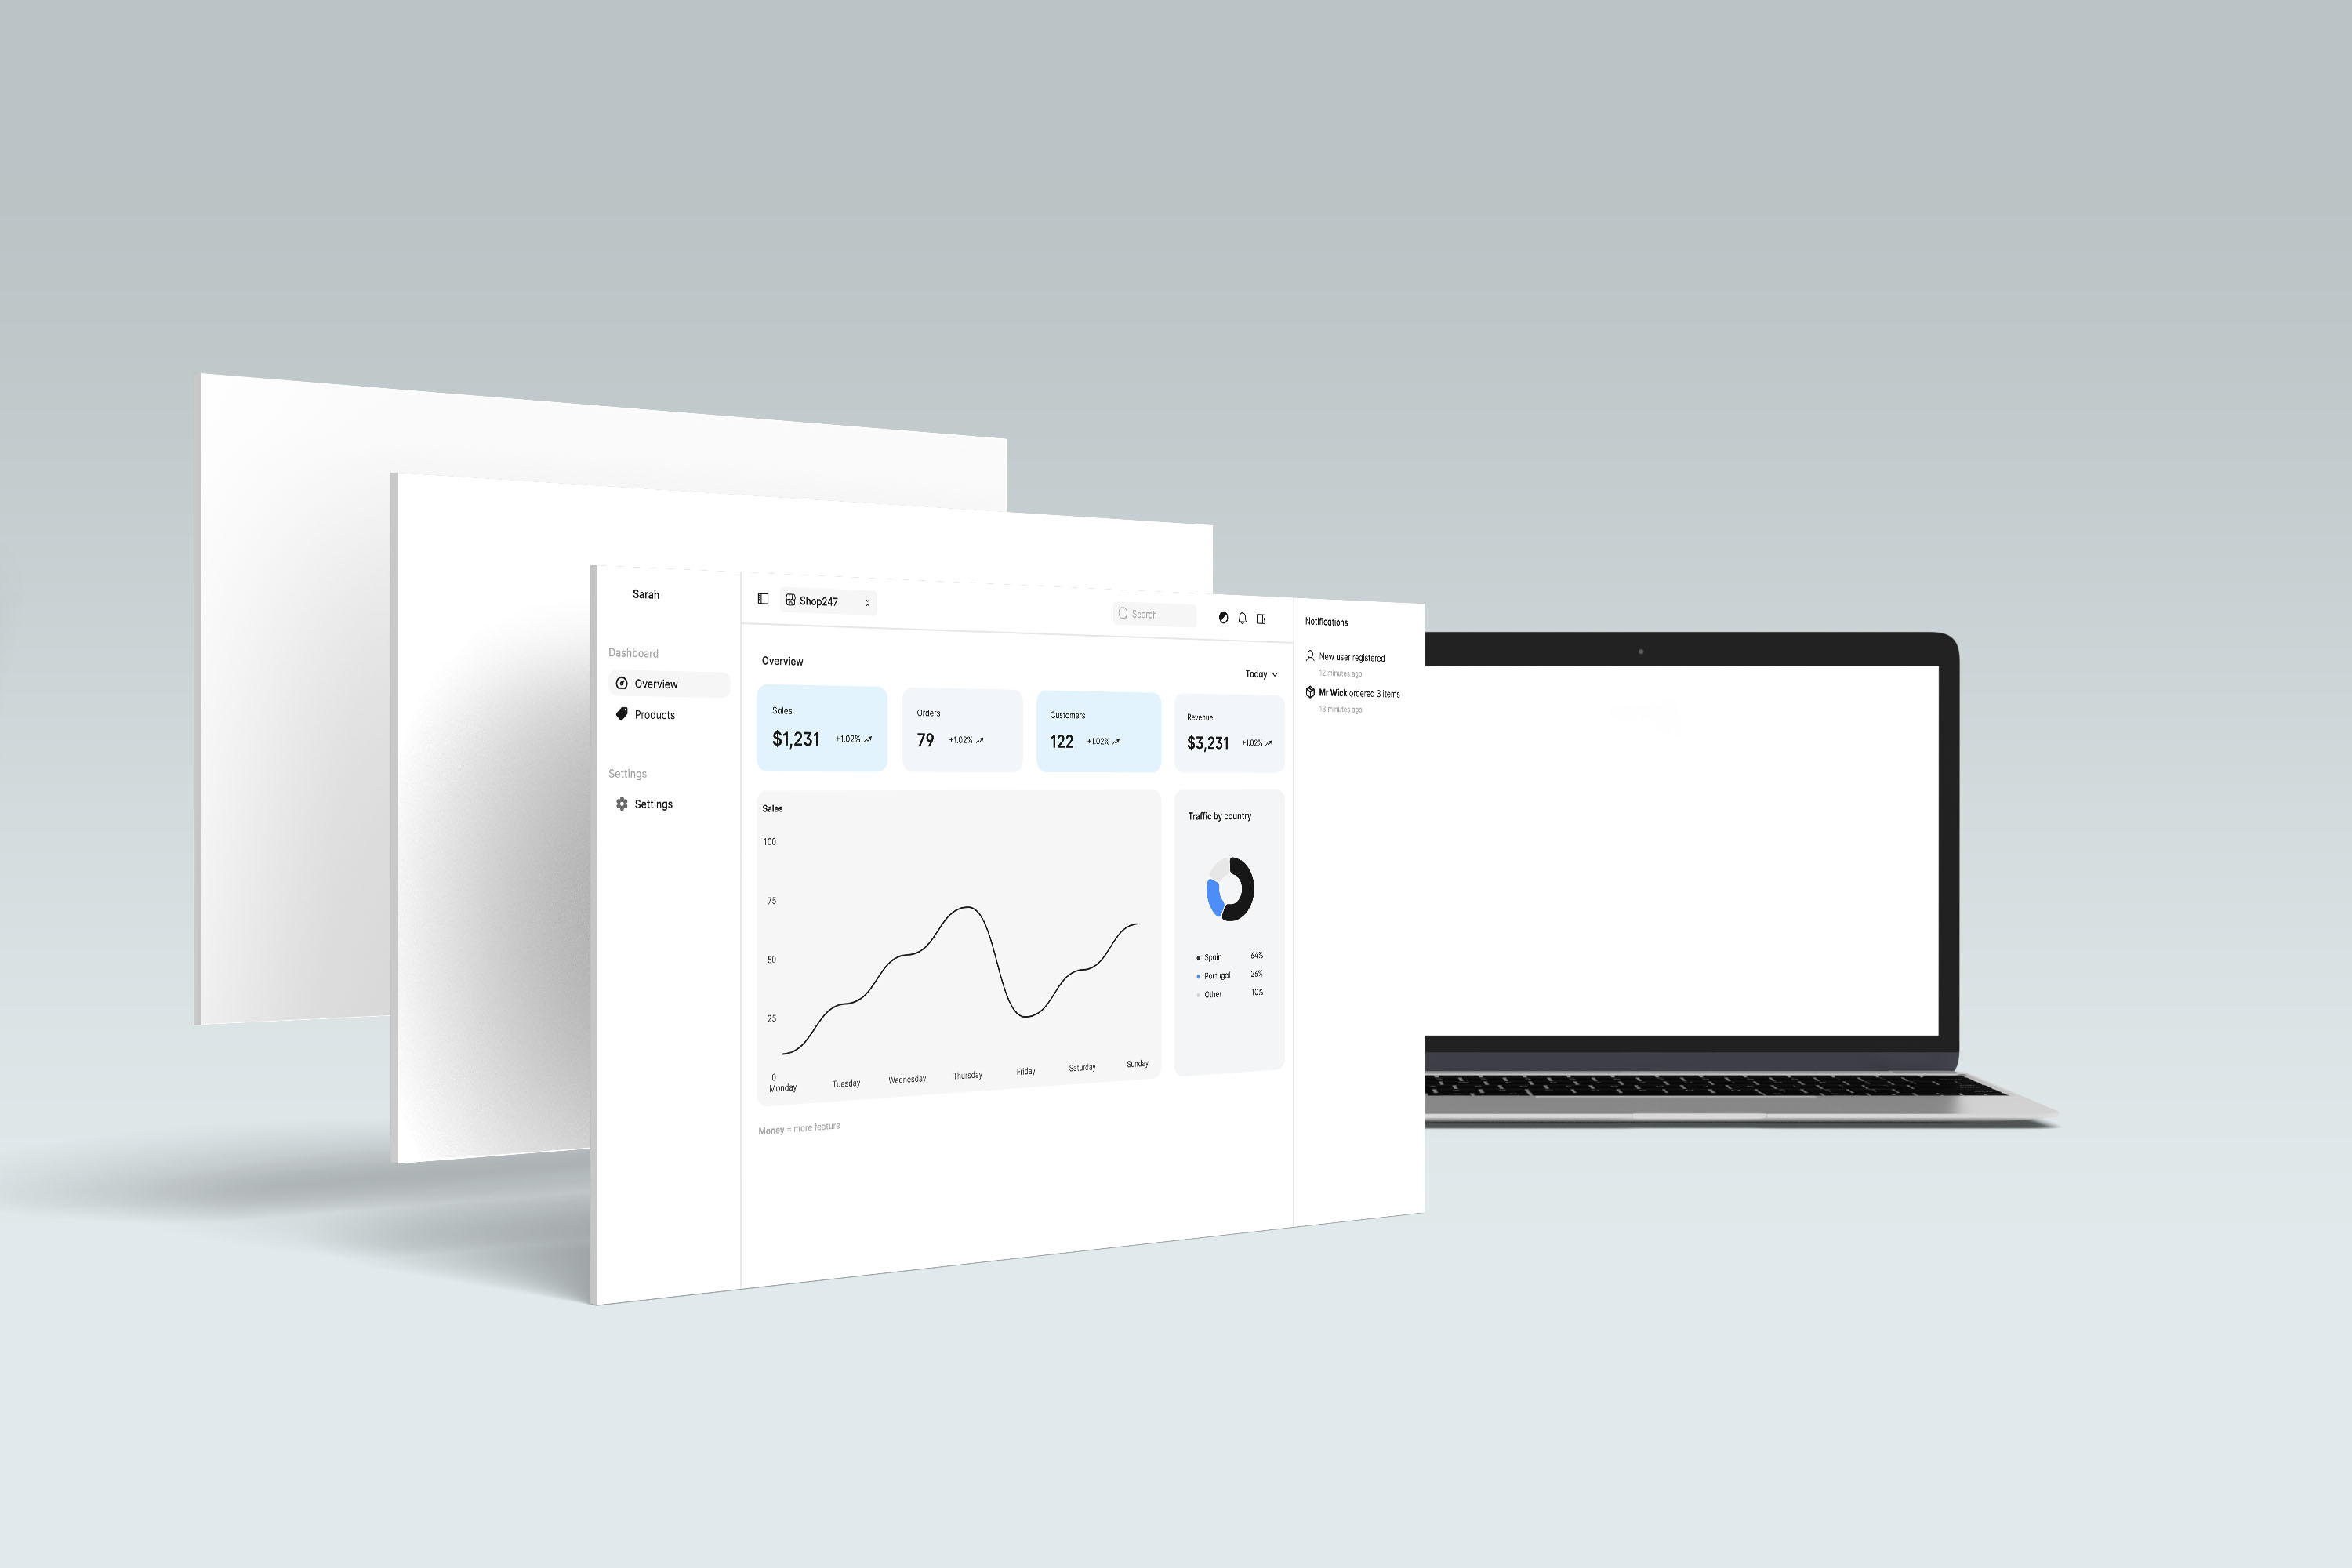 Sarah
Dashboard
Overview
Products
Settings
Settings
Shop247
Search
Overview
Today
Sales
$1,231 +1.02%
Orders
79 +1.02%
Customers
122 +1.02%
Revenue
$3,231 +1.02%
Sales
100
75
50
25
0
Monday Tuesday Wednesday Thursday Friday Saturday Sunday
Traffic by country
Spain 64%
Portugal 26%
Other 10%
Money = more feature
Notifications
New user registered
12 minutes ago
Mr Wick ordered 3 items
13 minutes ago